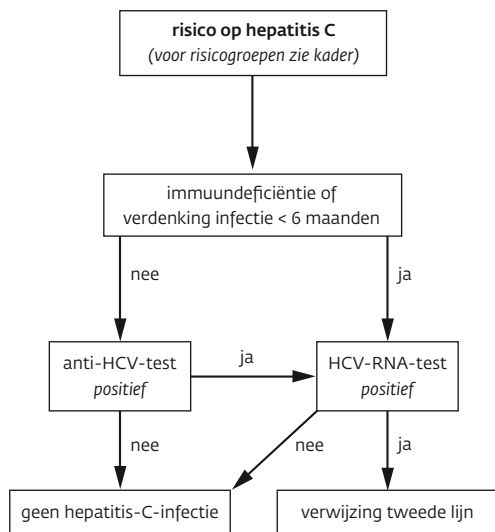 risico op hepatitis C
(voor risicogroepen zie kader)
immuundeficiëntie of
verdenking infectie < 6 maanden
nee
ja
anti-HCV-test
positief
ja
HCV-RNA-test
positief
nee
nee
ja
geen hepatitis-C-infectie
verwijzing tweede lijn